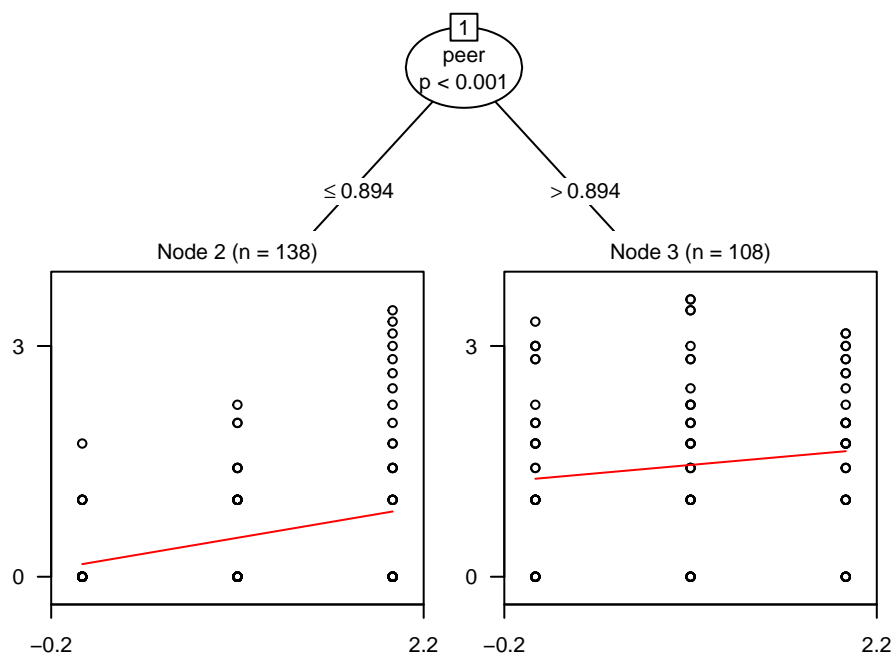 1
peer
p < 0.001
≤ 0.894
> 0.894
Node 2 (n = 138)
Node 3 (n = 108)
3
0
−0.2
2.2
3
0
−0.2
2.2